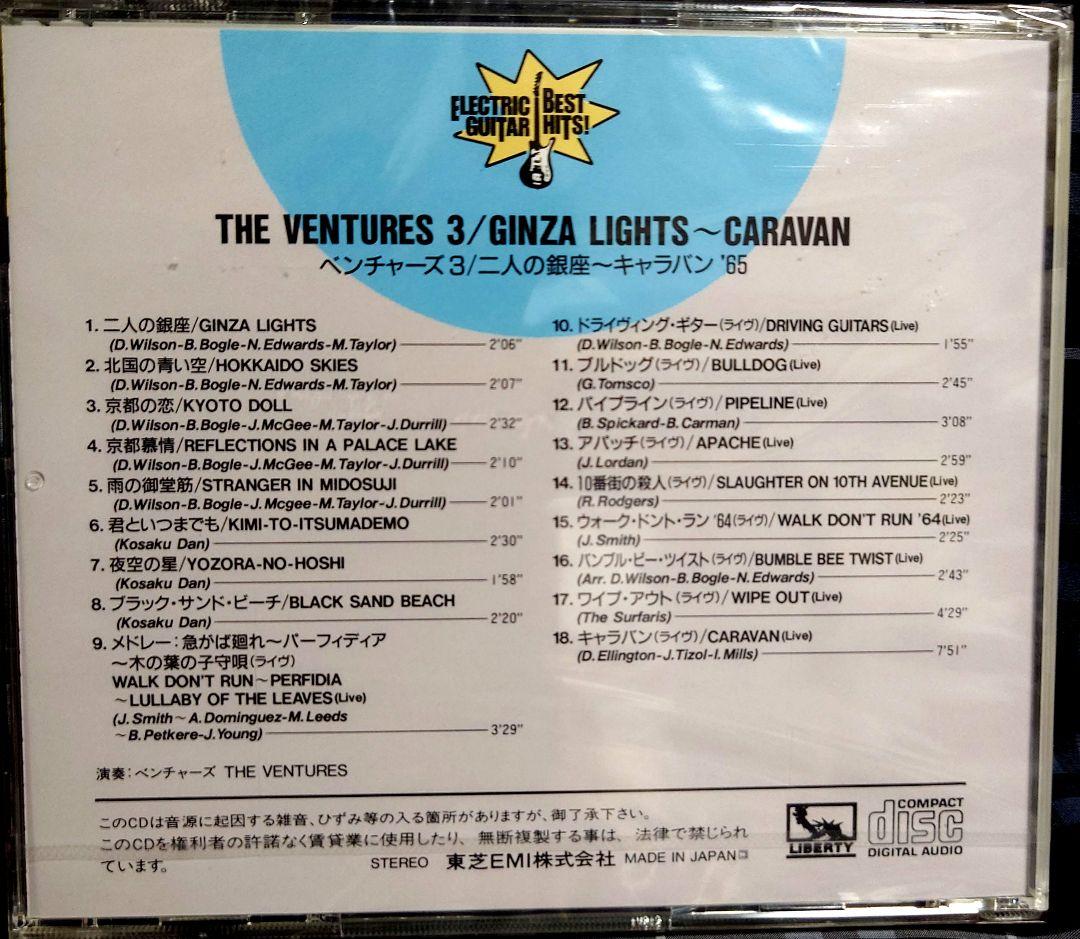 ELECTRIC GUITAR BEST HITS!
THE VENTURES 3/GINZA LIGHTS～CARAVAN
ベンチャーズ3/二人の銀座～キャラバン '65
1. 二人の銀座/GINZA LIGHTS
(D.Wilson-B.Bogle-N.Edwards-M.Taylor) 2'06"
2. 北国の青い空/HOKKAIDO SKIES
(D.Wilson-B.Bogle-N.Edwards-M.Taylor) 2'07"
3. 京都の恋/KYOTO DOLL
(D.Wilson-B.Bogle-J.McGee-M.Taylor-J.Durrill) 2'32"
4. 京都慕情/REFLECTIONS IN A PALACE LAKE
(D.Wilson-B.Bogle-J.McGee-M.Taylor-J.Durrill) 2'10"
5. 雨の御堂筋/STRANGER IN MIDOSUJI
(D.Wilson-B.Bogle-J.Mcgee-M.Taylor-J.Durrill) 2'01"
6. 君といつまでも/KIMI-TO-ITSUMADEMO
(Kosaku Dan) 2'30"
7. 夜空の星/YOZORA-NO-HOSHI
(Kosaku Dan) 1'58"
8. ブラック・サンド・ビーチ/BLACK SAND BEACH
(Kosaku Dan) 2'20"
9. メドレー：急がば廻れ～パーフィディア
～木の葉の子守唄(ライヴ)
WALK DON'T RUN～PERFIDIA
～LULLABY OF THE LEAVES(Live)
(J.Smith～A.Dominguez-M.Leeds
～B.Petkere-J.Young) 3'29"
10. ドライヴィング・ギター(ライヴ)/DRIVING GUITARS(Live)
(D.Wilson-B.Bogle-N.Edwards) 1'55"
11. ブルドッグ(ライヴ)/BULLDOG(Live)
(G.Tomsco) 2'45"
12. パイプライン(ライヴ)/PIPELINE(Live)
(B.Spickard-B.Carman) 3'08"
13. アパッチ(ライヴ)/APACHE(Live)
(J.Lordan) 2'59"
14. 10番街の殺人(ライヴ)/SLAUGHTER ON 10TH AVENUE(Live)
(R.Rodgers) 2'23"
15. ウォーク・ドント・ラン '64(ライヴ)/WALK DON'T RUN '64(Live)
(J.Smith) 2'25"
16. バンブル・ビー・ツイスト(ライヴ)/BUMBLE BEE TWIST(Live)
(Arr. D.Wilson-B.Bogle-N.Edwards) 2'43"
17. ワイプ・アウト(ライヴ)/WIPE OUT(Live)
(The Surfaris) 4'29"
18. キャラバン(ライヴ)/CARAVAN(Live)
(D.Ellington-J.Tizol-I.Mills) 7'51"
演奏：ベンチャーズ THE VENTURES
このCDは音源に起因する雑音、ひずみ等の入る箇所がありますが、御了承下さい。
このCDを権利者の許諾なく賃貸業に使用したり、無断複製する事は、法律で禁じられ
ています。
STEREO 東芝EMI株式会社 MADE IN JAPAN
LIBERTY
COMPACT
disc
DIGITAL AUDIO